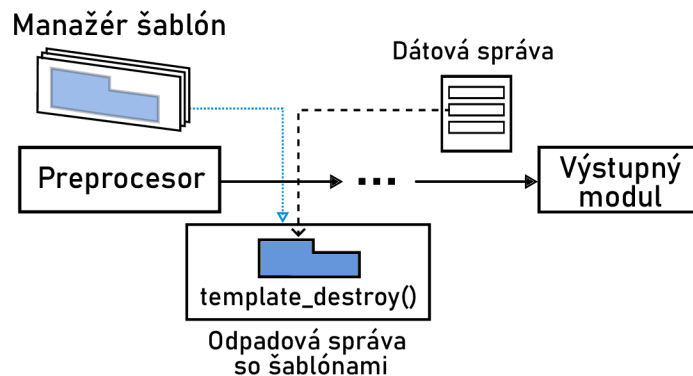 Manažér šablón
Dátová správa
Preprocesor
...
Výstupný
modul
template_destroy()
Odpadová správa
so šablónami